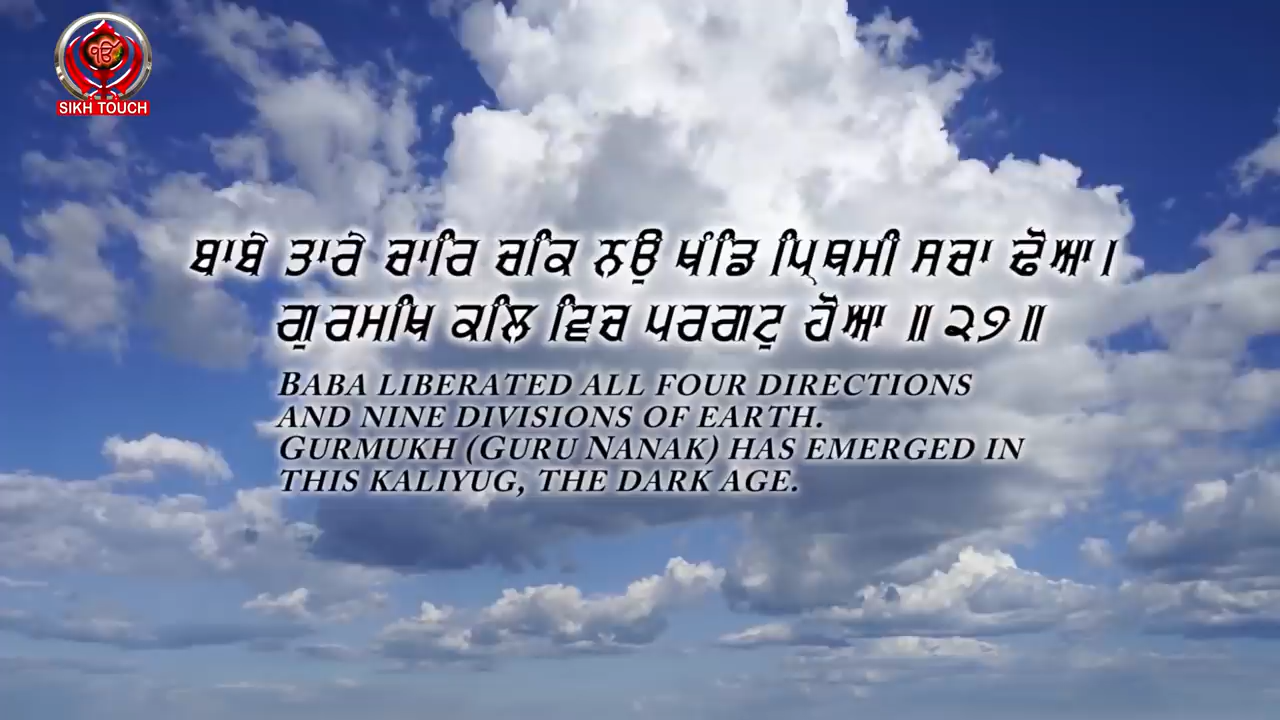 ੴ
SIKH TOUCH
ਬਾਬੇ ਤਾਰੇ ਚਾਰਿ ਚਕਿ ਨਉ ਖੰਡਿ ਪ੍ਰਿਥਮੀ ਸਚਾ ਢੋਆ।
ਗੁਰਮਖਿ ਕਲਿ ਵਿਚ ਪਰਗਟੁ ਹੋਆ ॥੨੭॥
BABA LIBERATED ALL FOUR DIRECTIONS
AND NINE DIVISIONS OF EARTH.
GURMUKH (GURU NANAK) HAS EMERGED IN
THIS KALIYUG, THE DARK AGE.